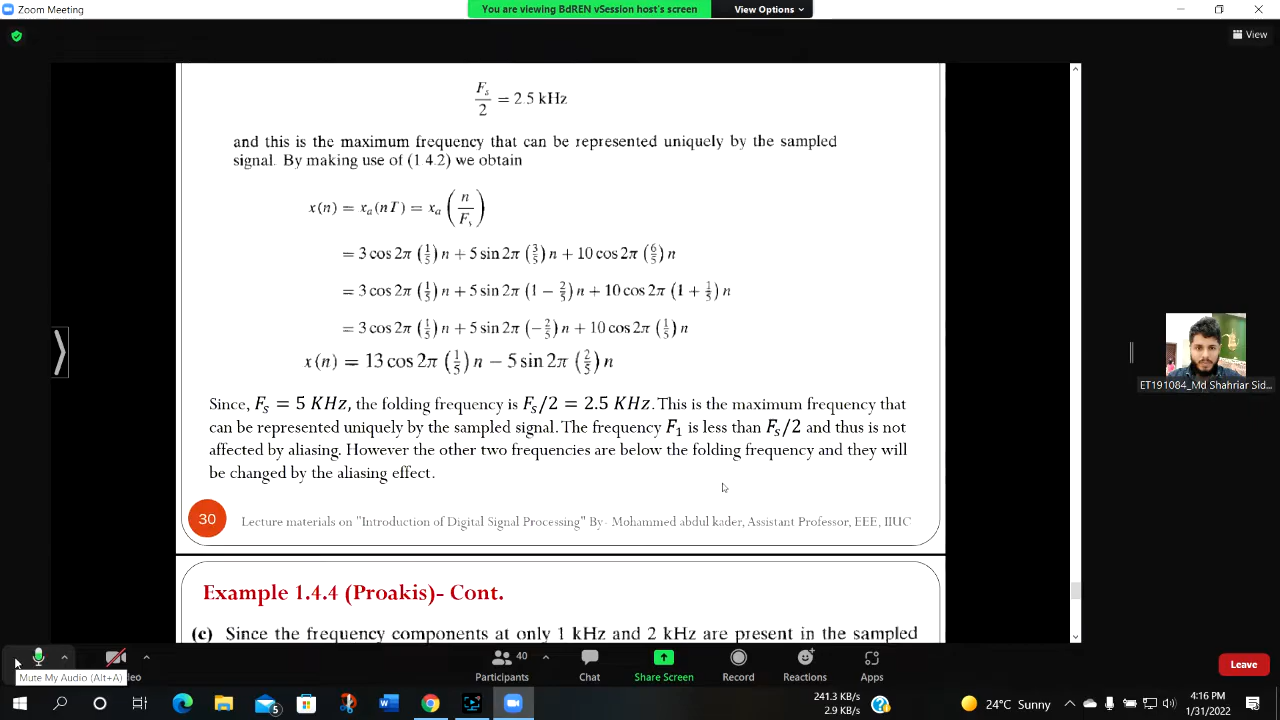 Zoom Meeting
You are viewing BdREN vSession host's screen
View Options
View
F_s/2 = 2.5 kHz
and this is the maximum frequency that can be represented uniquely by the sampled
signal. By making use of (1.4.2) we obtain
x(n) = x_a(nT) = x_a(n/F_s)
= 3 cos 2π (1/5) n + 5 sin 2π (3/5) n + 10 cos 2π (6/5) n
= 3 cos 2π (1/5) n + 5 sin 2π (1 − 2/5) n + 10 cos 2π (1 + 1/5) n
= 3 cos 2π (1/5) n + 5 sin 2π (−2/5) n + 10 cos 2π (1/5) n
x(n) = 13 cos 2π (1/5) n − 5 sin 2π (2/5) n
Since, F_s = 5 KHz, the folding frequency is F_s/2 = 2.5 KHz. This is the maximum frequency that
can be represented uniquely by the sampled signal. The frequency F_1 is less than F_s/2 and thus is not
affected by aliasing. However the other two frequencies are below the folding frequency and they will
be changed by the aliasing effect.
30
Lecture materials on "Introduction of Digital Signal Processing" By- Mohammed abdul kader, Assistant Professor, EEE, IIUC
Example 1.4.4 (Proakis)- Cont.
(c) Since the frequency components at only 1 kHz and 2 kHz are present in the sampled
ET191084_Md Shahriar Sid...
Mute My Audio (Alt+A)
deo
40
Participants
Chat
Share Screen
Record
Reactions
Apps
Leave
5
241.3 KB/s
2.9 KB/s
24°C Sunny
4:16 PM
1/31/2022